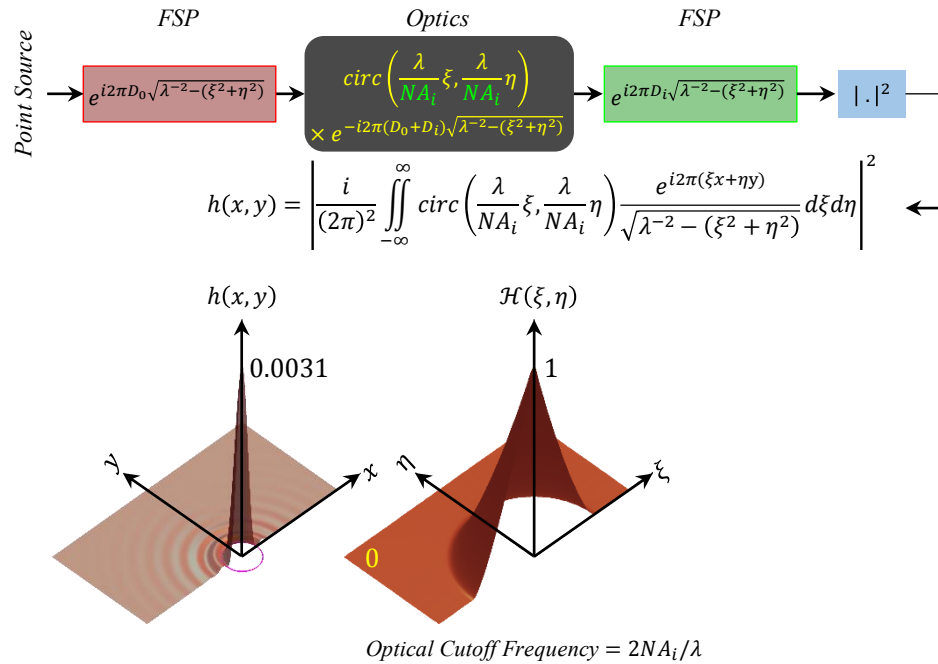 FSP
Optics
FSP
Point Source
e^{i2πD_0√(λ^{-2}−(ξ^2+η^2))}
circ(λ/NA_i ξ, λ/NA_i η)
× e^{−i2π(D_0+D_i)√(λ^{-2}−(ξ^2+η^2))}
e^{i2πD_i√(λ^{-2}−(ξ^2+η^2))}
| . |^2
h(x, y) = |i/(2π)^2 ∬_{−∞}^{∞} circ(λ/NA_i ξ, λ/NA_i η) e^{i2π(ξx+ηy)}/√(λ^{-2} − (ξ^2 + η^2)) dξdη|^2
h(x, y)
ℋ(ξ, η)
0.0031
1
y
x
η
ξ
0
Optical Cutoff Frequency = 2NA_i/λ